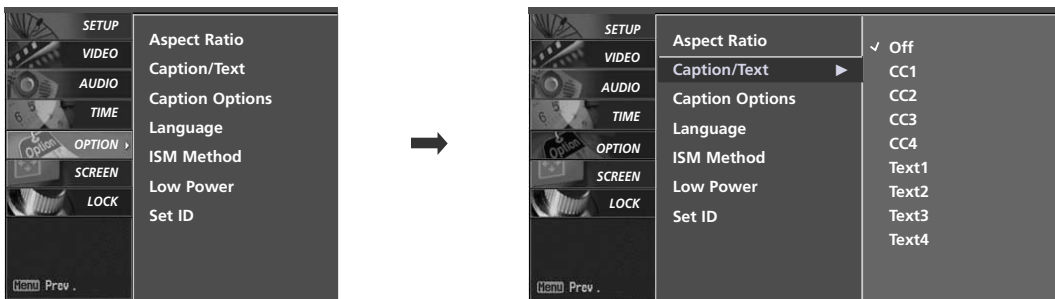 SETUP
VIDEO
AUDIO
TIME
OPTION
SCREEN
LOCK
Option
Menu Prev .
Aspect Ratio
Caption/Text
Caption Options
Language
ISM Method
Low Power
Set ID
SETUP
VIDEO
AUDIO
TIME
OPTION
SCREEN
LOCK
Option
Menu Prev .
Aspect Ratio
Caption/Text ▶
Caption Options
Language
ISM Method
Low Power
Set ID
✓ Off
CC1
CC2
CC3
CC4
Text1
Text2
Text3
Text4